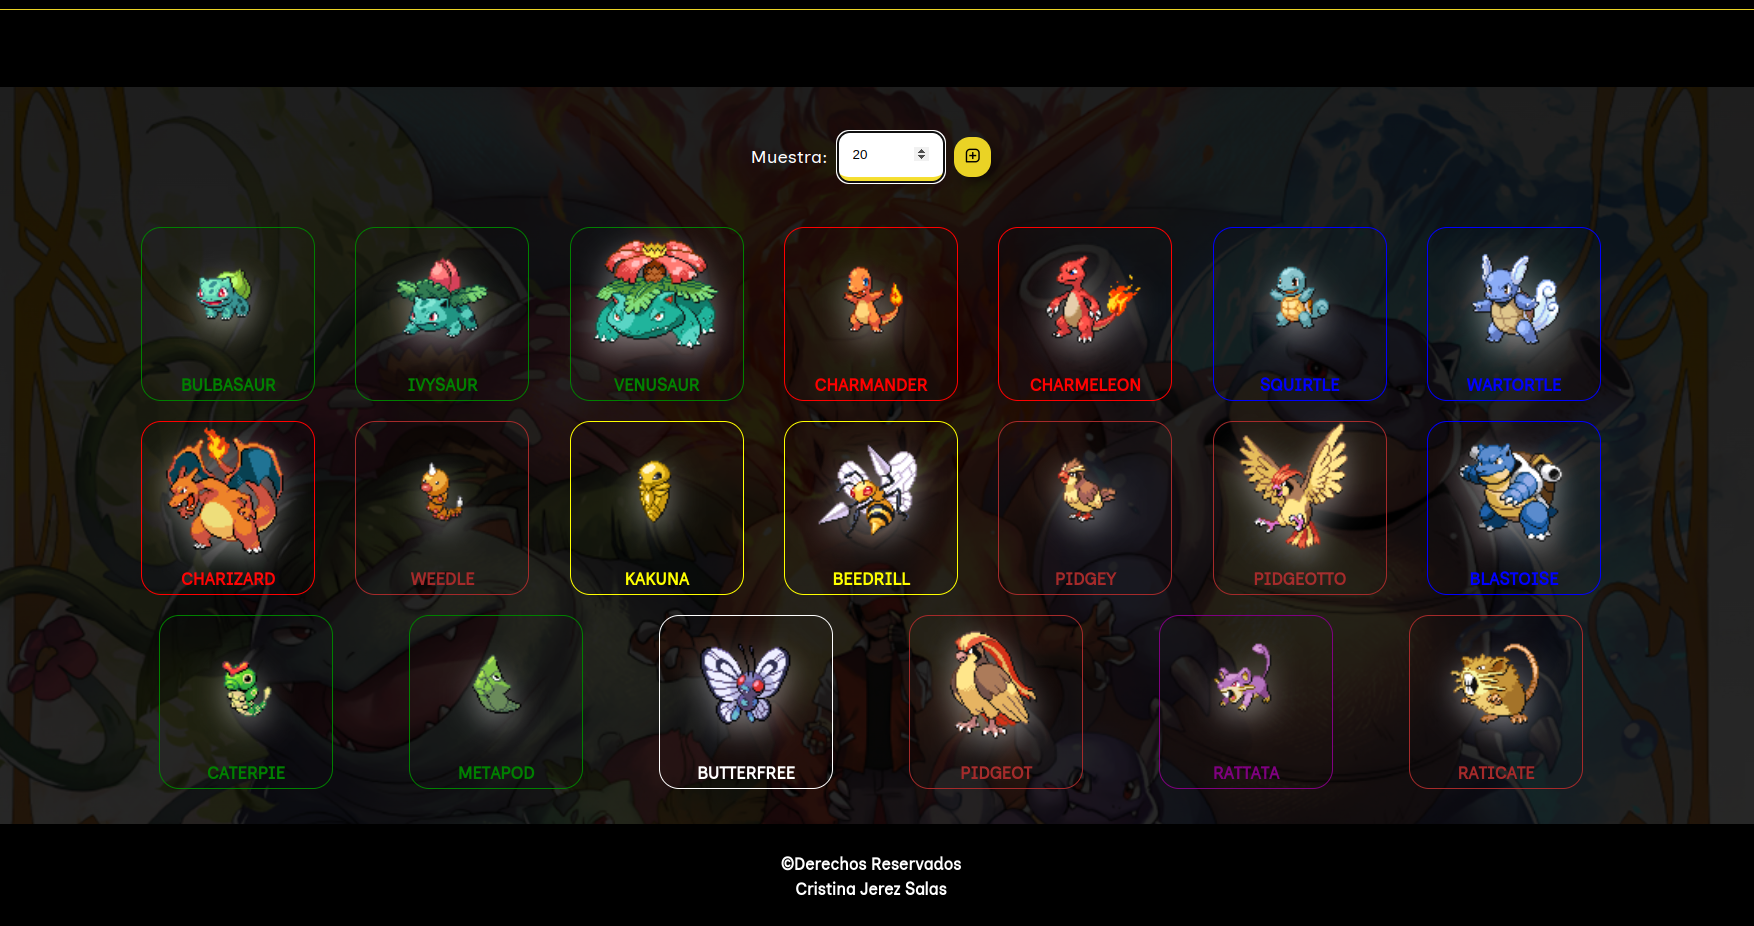 Muestra: 20
BULBASAUR IVYSAUR VENUSAUR CHARMANDER CHARMELEON SQUIRTLE WARTORTLE
CHARIZARD WEEDLE KAKUNA BEEDRILL PIDGEY PIDGEOTTO BLASTOISE
CATERPIE METAPOD BUTTERFREE PIDGEOT RATTATA RATICATE
©Derechos Reservados
Cristina Jerez Salas